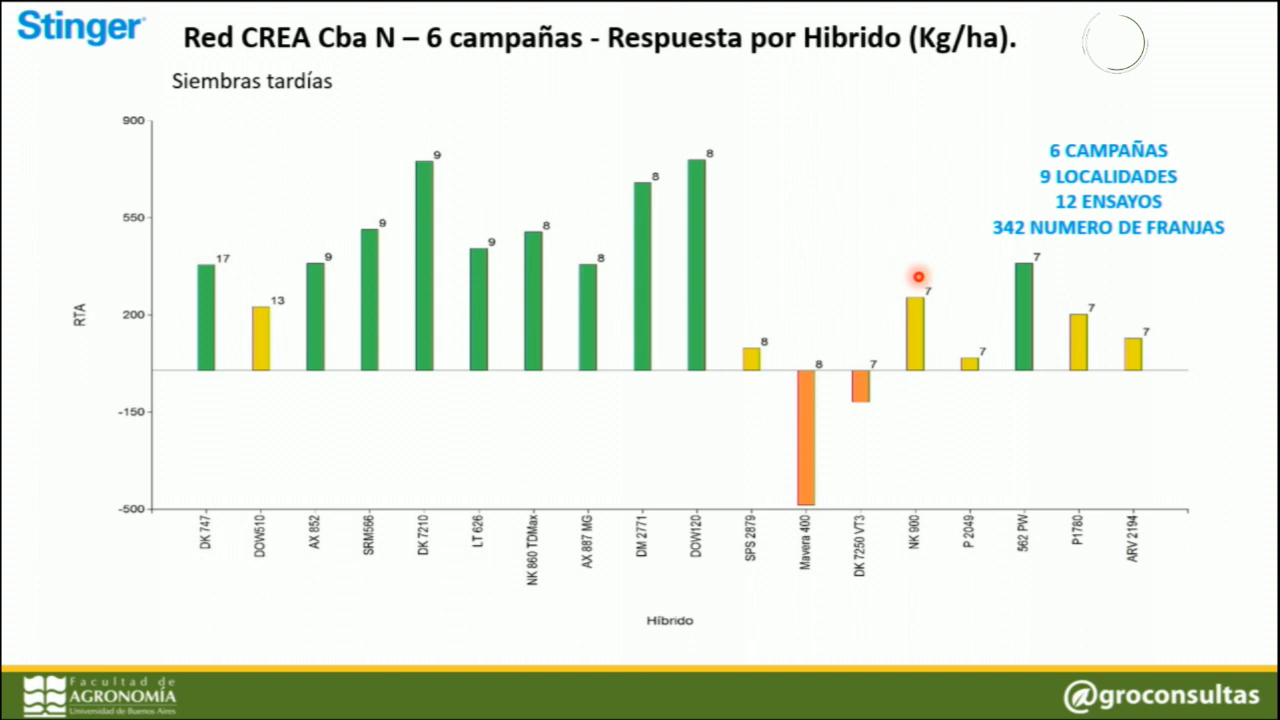 Stinger
Red CREA Cba N – 6 campañas - Respuesta por Hibrido (Kg/ha).
Siembras tardías
6 CAMPAÑAS
9 LOCALIDADES
12 ENSAYOS
342 NUMERO DE FRANJAS
900
550
200
-150
-500
RTA
17
13
9
9
9
9
8
8
8
8
8
8
7
7
7
7
7
7
DK 747
DOW510
AX 852
SRM566
DK 7210
LT 626
NK 860 TDMax
AX 887 MG
DM 2771
DOW120
SPS 2879
Mavera 400
DK 7250 VT3
NK 900
P 2049
562 PW
P1780
ARV 2194
Híbrido
Facultad de
AGRONOMÍA
Universidad de Buenos Aires
@groconsultas